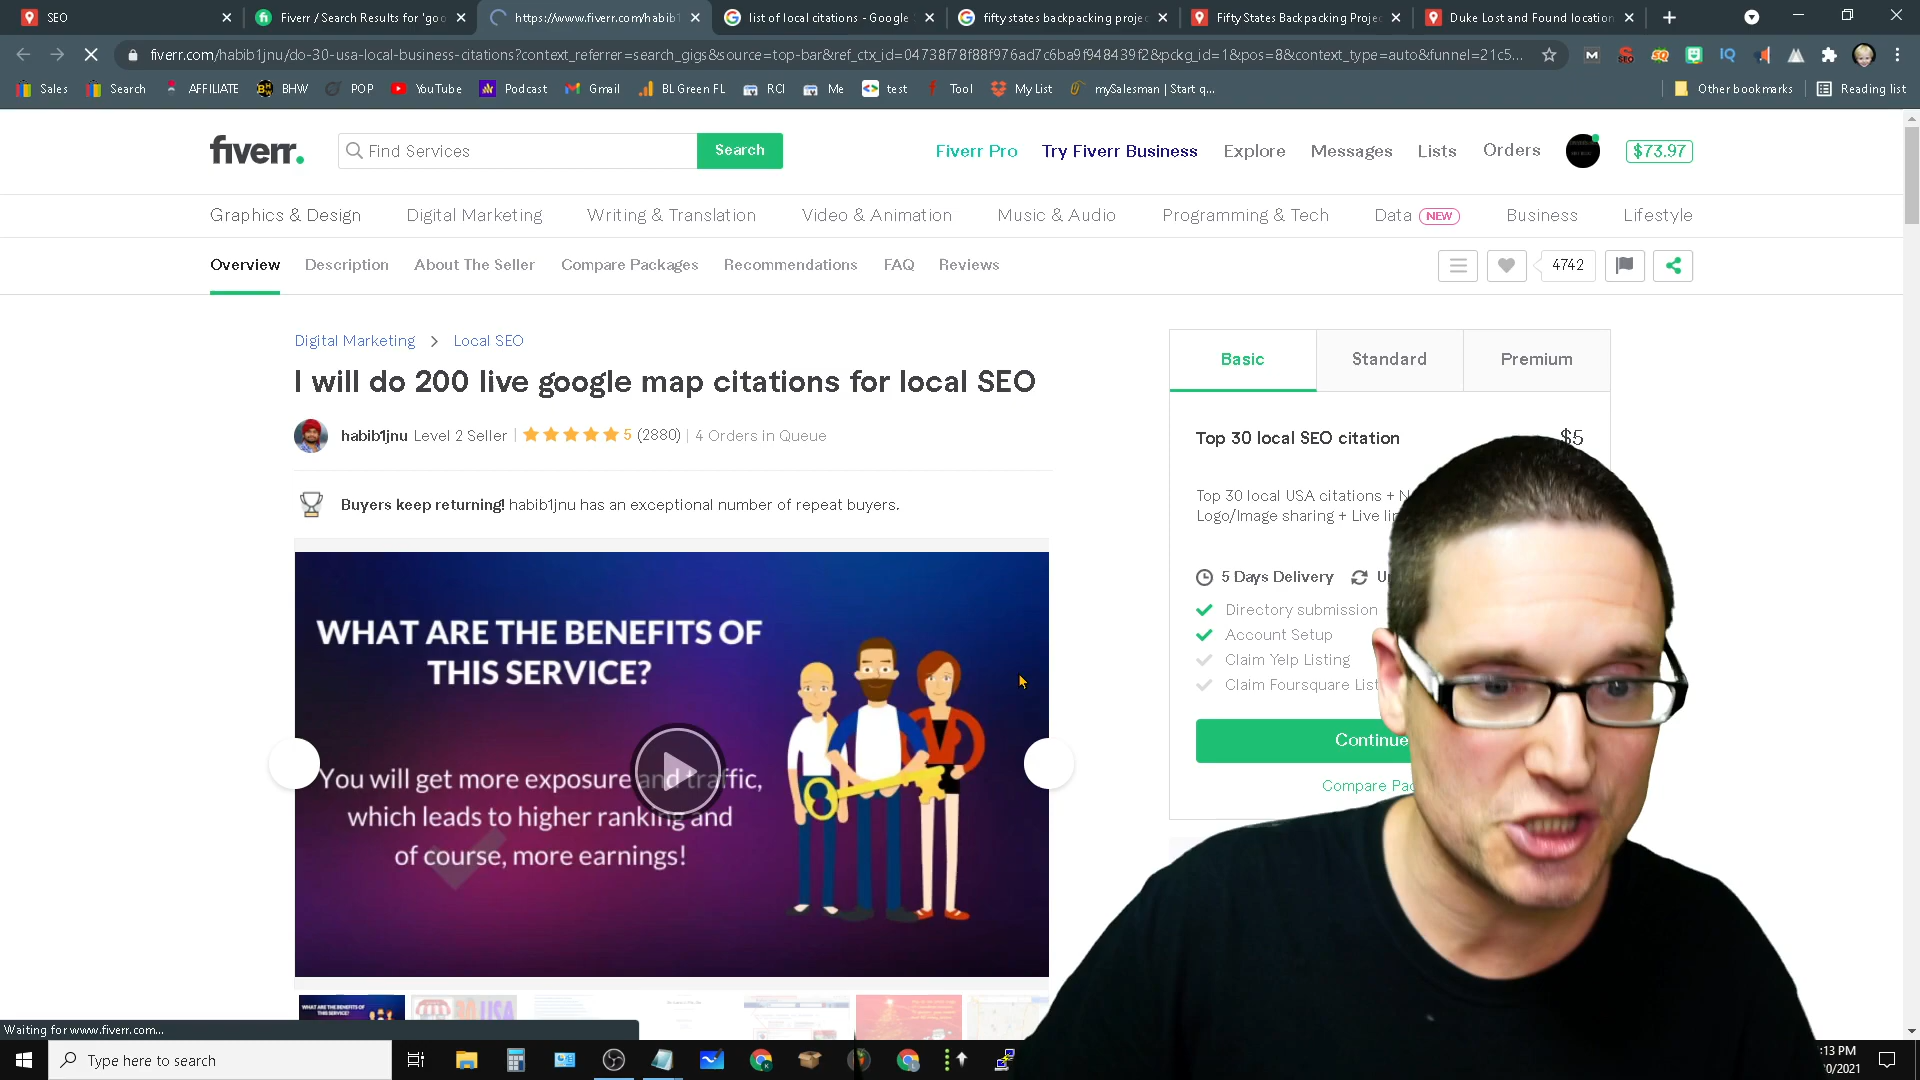 SEO
Fiverr / Search Results for 'goo
https://www.fiverr.com/habib1
list of local citations - Google
fifty states backpacking projec
Fifty States Backpacking Projec
Duke Lost and Found location
fiverr.com/habib1jnu/do-30-usa-local-business-citations?context_referrer=search_gigs&source=top-bar&ref_ctx_id=04738f78f88f976ad7c6ba9f948439f2&pckg_id=1&pos=8&context_type=auto&funnel=21c5...
Sales Search AFFILIATE BHW POP YouTube Podcast Gmail BL Green FL RCI Me test Tool My List mySalesman | Start q... Other bookmarks Reading list
fiverr. Find Services Search Fiverr Pro Try Fiverr Business Explore Messages Lists Orders $73.97
Graphics & Design Digital Marketing Writing & Translation Video & Animation Music & Audio Programming & Tech Data NEW Business Lifestyle
Overview Description About The Seller Compare Packages Recommendations FAQ Reviews 4742
Digital Marketing > Local SEO
I will do 200 live google map citations for local SEO
habib1jnu Level 2 Seller | 5 (2880) | 4 Orders in Queue
Buyers keep returning! habib1jnu has an exceptional number of repeat buyers.
WHAT ARE THE BENEFITS OF
THIS SERVICE?
You will get more exposure and traffic,
which leads to higher ranking and
of course, more earnings!
Basic Standard Premium
Top 30 local SEO citation $5
Top 30 local USA citations + N
Logo/Image sharing + Live lin
5 Days Delivery
Directory submission
Account Setup
Claim Yelp Listing
Claim Foursquare List
Continue
Compare Pac
Waiting for www.fiverr.com...
Type here to search
:13 PM
0/2021